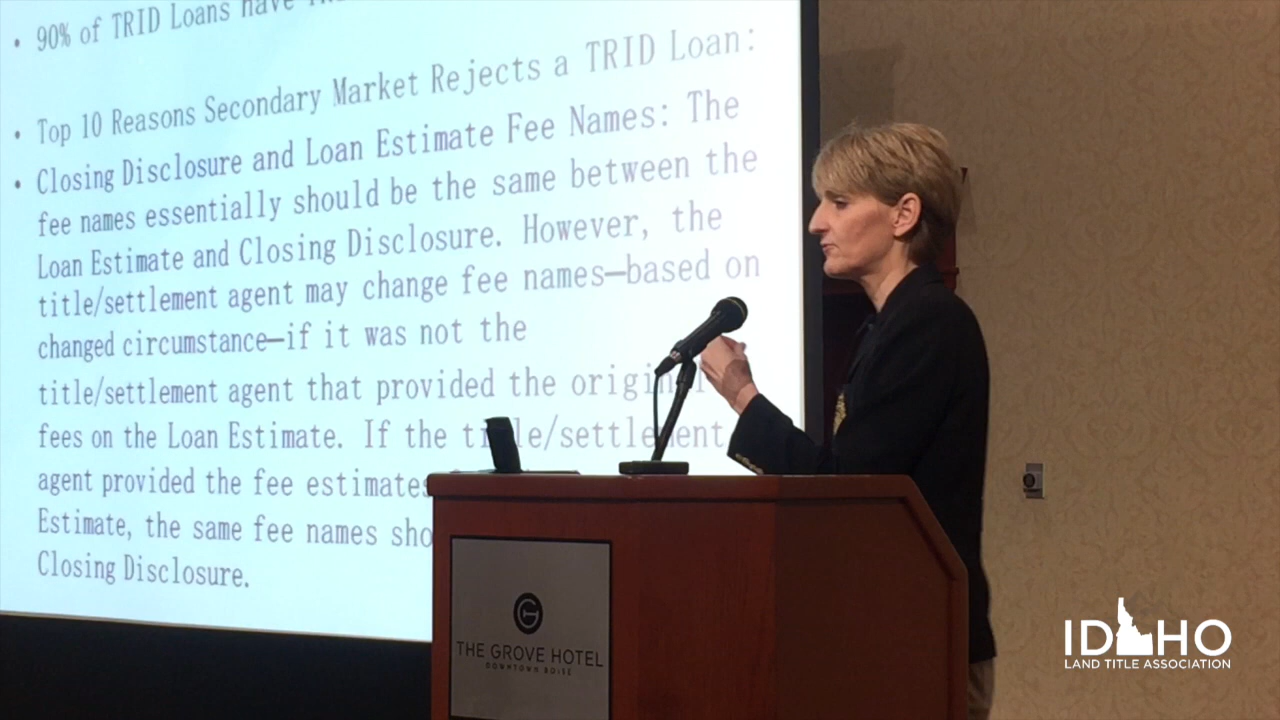 • 90% of TRID Loans have
• Top 10 Reasons Secondary Market Rejects a TRID Loan:
• Closing Disclosure and Loan Estimate Fee Names: The
fee names essentially should be the same between the
Loan Estimate and Closing Disclosure. However, the
title/settlement agent may change fee names—based on
changed circumstance—if it was not the
title/settlement agent that provided the original
fees on the Loan Estimate. If the title/settlement
agent provided the fee estimates
Estimate, the same fee names
Closing Disclosure.
G
THE GROVE HOTEL
DOWNTOWN BOISE
IDAHO
LAND TITLE ASSOCIATION